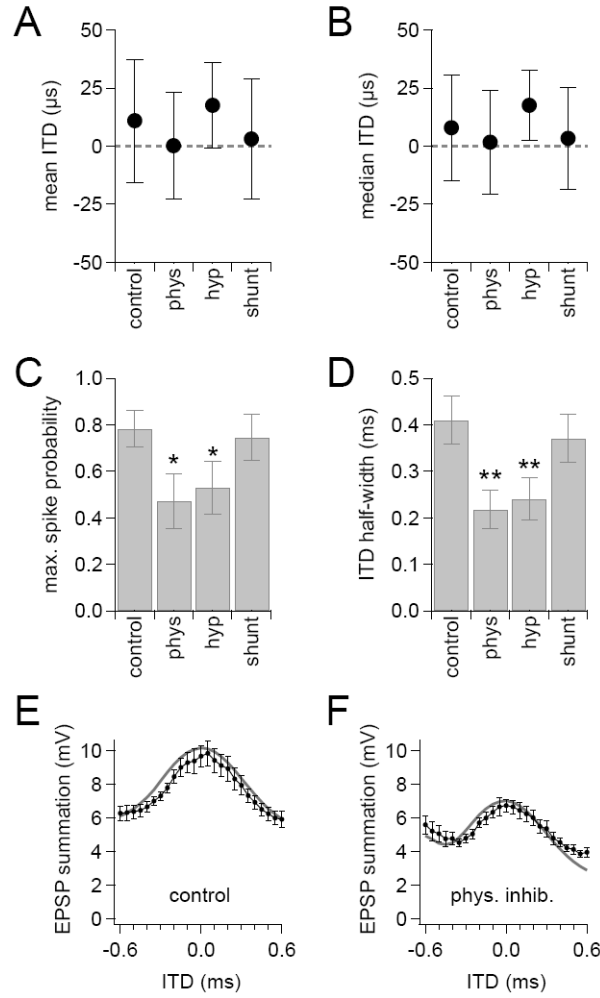 A
B
mean ITD (µs)
50
25
0
-25
-50
control
phys
hyp
shunt
median ITD (µs)
50
25
0
-25
-50
control
phys
hyp
shunt
C
D
max. spike probability
1.0
0.8
0.6
0.4
0.2
0.0
*
*
control
phys
hyp
shunt
ITD half-width (ms)
0.5
0.4
0.3
0.2
0.1
0.0
**
**
control
phys
hyp
shunt
E
F
EPSP summation (mV)
10
8
6
4
2
0
control
-0.6
0.0
0.6
ITD (ms)
EPSP summation (mV)
10
8
6
4
2
0
phys. inhib.
-0.6
0.0
0.6
ITD (ms)